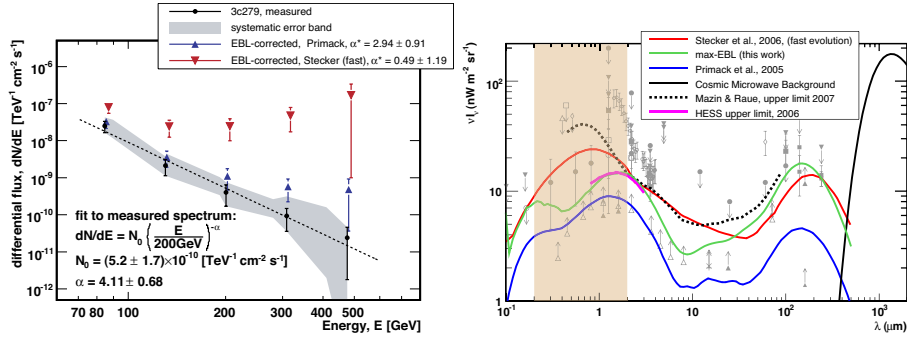 3c279, measured
systematic error band
EBL-corrected, Primack, α* = 2.94 ± 0.91
EBL-corrected, Stecker (fast), α* = 0.49 ± 1.19
differential flux, dN/dE [TeV⁻¹ cm⁻² s⁻¹]
10⁻⁶
10⁻⁷
10⁻⁸
10⁻⁹
10⁻¹⁰
10⁻¹¹
10⁻¹²
fit to measured spectrum:
dN/dE = N₀ (E/200GeV)^-α
N₀ = (5.2 ± 1.7)×10⁻¹⁰ [TeV⁻¹ cm⁻² s⁻¹]
α = 4.11± 0.68
70 80 100 200 300 400 500
Energy, E [GeV]
Stecker et al., 2006, (fast evolution)
max-EBL (this work)
Primack et al., 2005
Cosmic Microwave Background
Mazin & Raue, upper limit 2007
HESS upper limit, 2006
ν Iᵥ (nW m⁻² sr⁻¹)
10²
10
1
10⁻¹ 1 10 10² 10³
λ (μm)